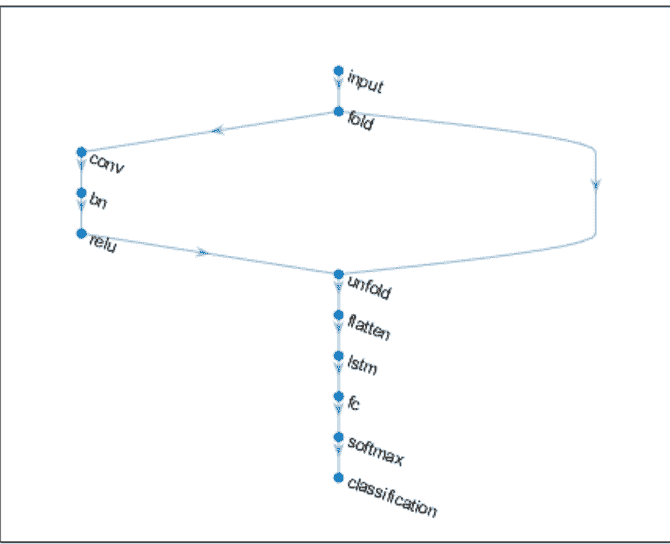 input
fold
conv
bn
relu
unfold
flatten
lstm
fc
softmax
classification